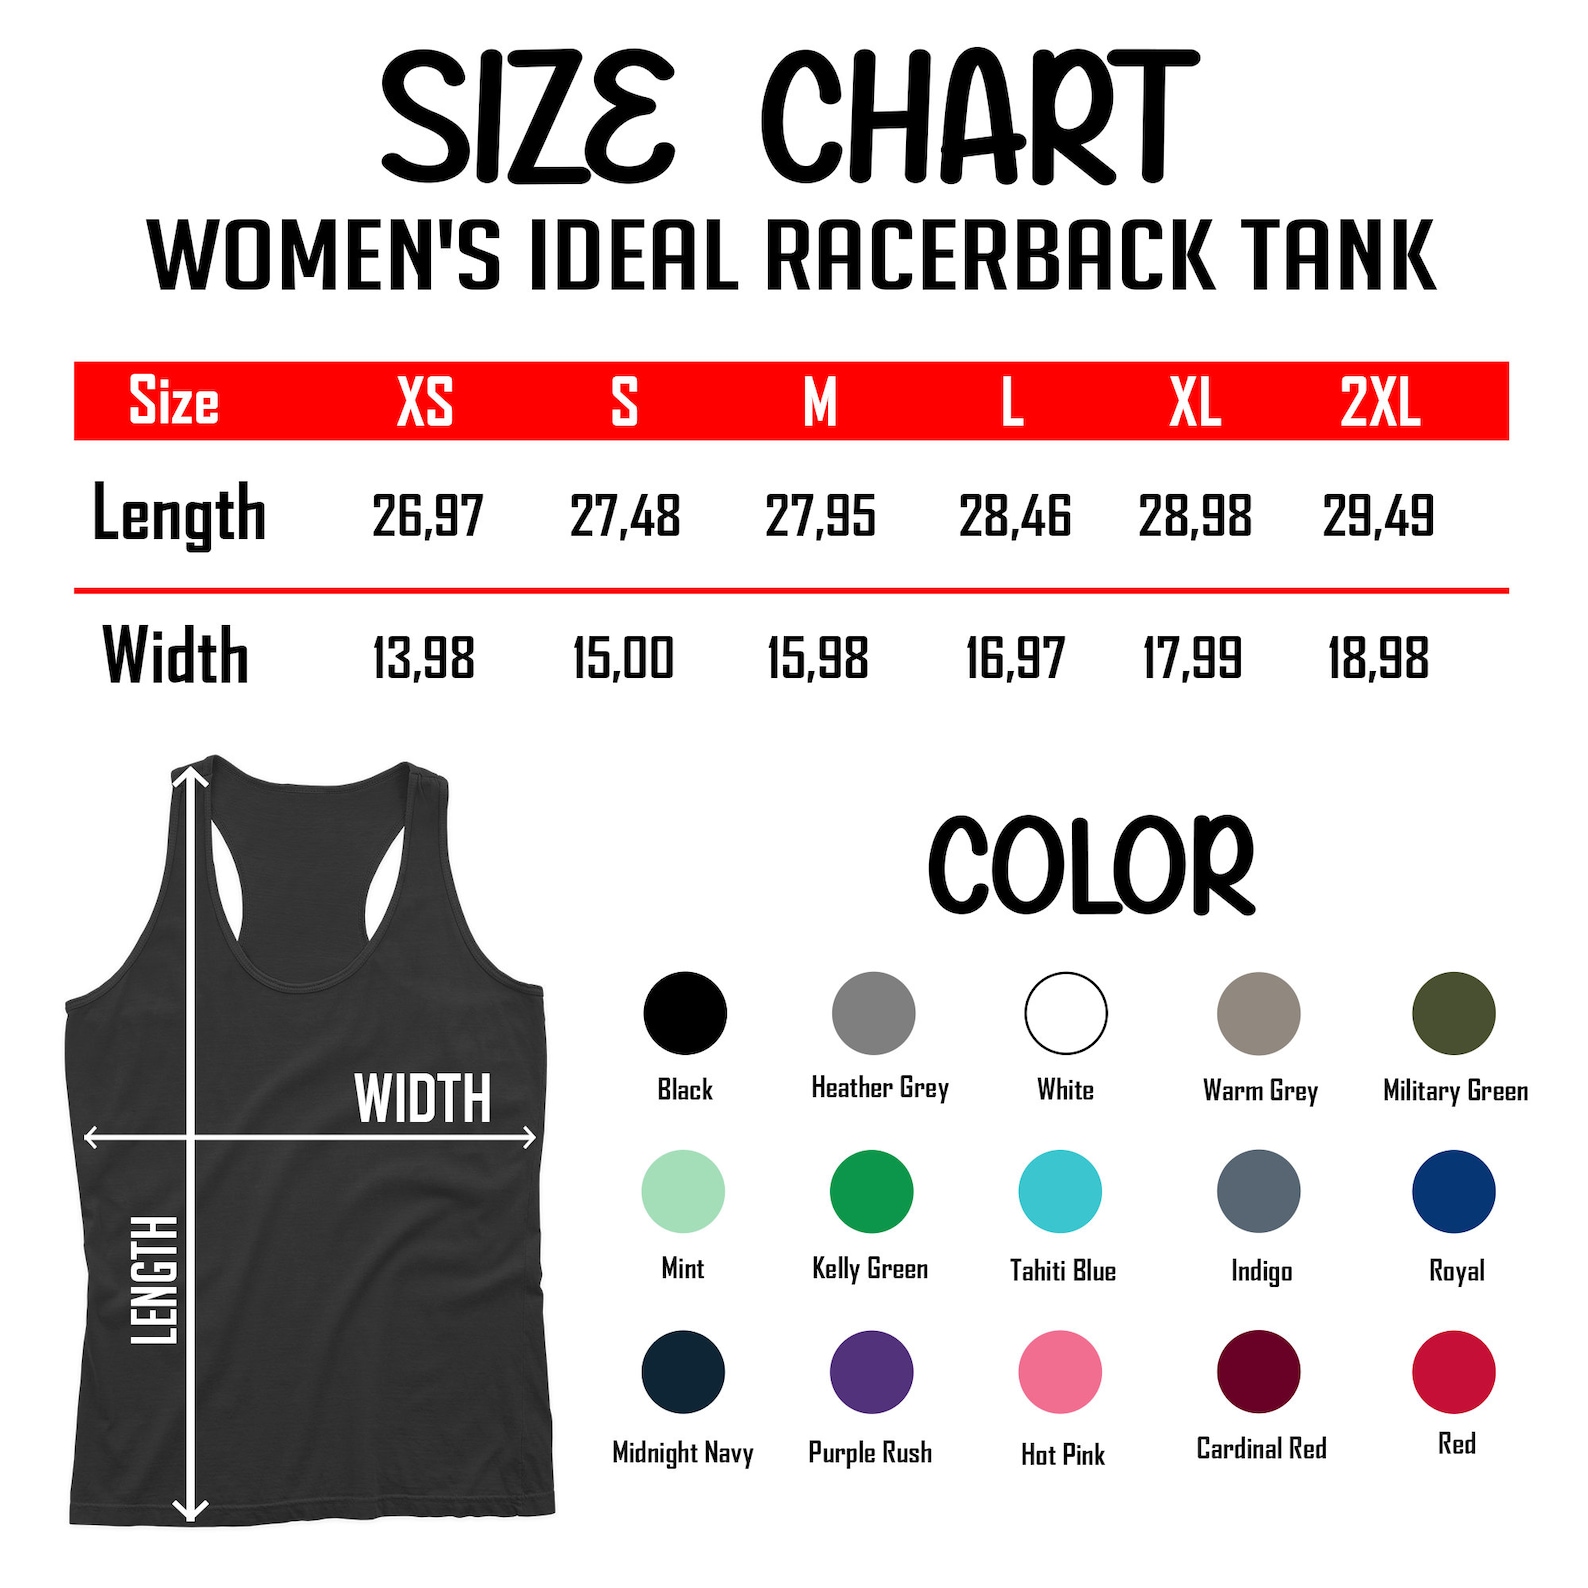 SIZE CHART
WOMEN'S IDEAL RACERBACK TANK
Size XS S M L XL 2XL
Length 26,97 27,48 27,95 28,46 28,98 29,49
Width 13,98 15,00 15,98 16,97 17,99 18,98
WIDTH
LENGTH
COLOR
Black Heather Grey White Warm Grey Military Green
Mint Kelly Green Tahiti Blue Indigo Royal
Midnight Navy Purple Rush Hot Pink Cardinal Red Red